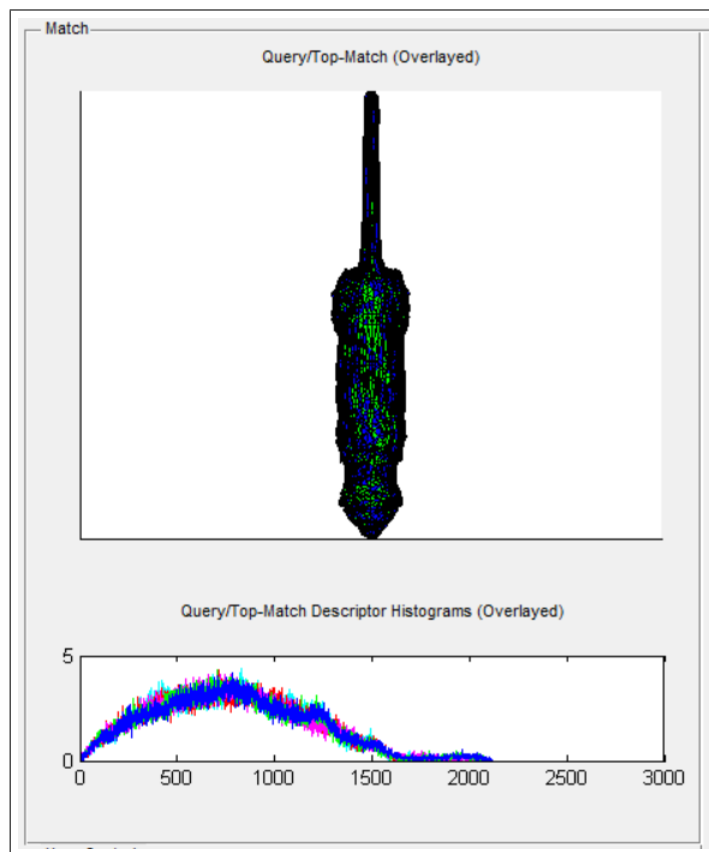 Match
Query/Top-Match (Overlayed)
Query/Top-Match Descriptor Histograms (Overlayed)
5
0
0 500 1000 1500 2000 2500 3000